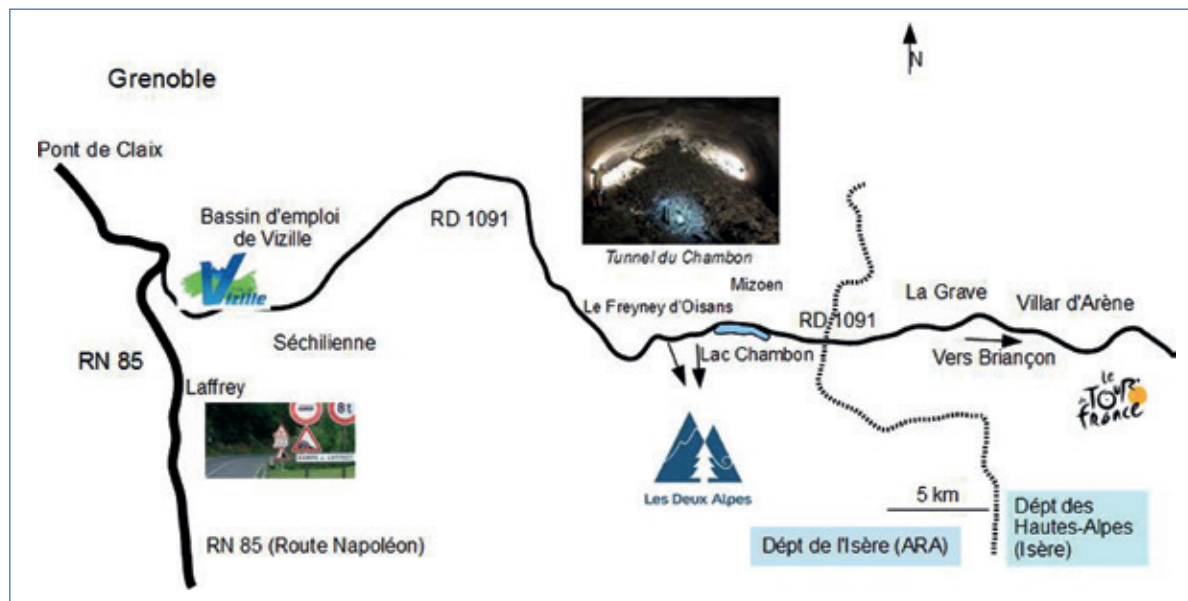 N
Grenoble
Pont de Claix
Bassin d'emploi
de Vizille
Vizille
RD 1091
Tunnel du Chambon
Mizoen
Le Freyney d'Oisans
La Grave
Villar d'Arène
RD 1091
Séchilienne
Lac Chambon
Vers Briançon
RN 85
Laffrey
le
TOUR
de
france
8t
Les Deux Alpes
5 km
Dépt de l'Isère (ARA)
Dépt des
Hautes-Alpes
(Isère)
RN 85 (Route Napoléon)